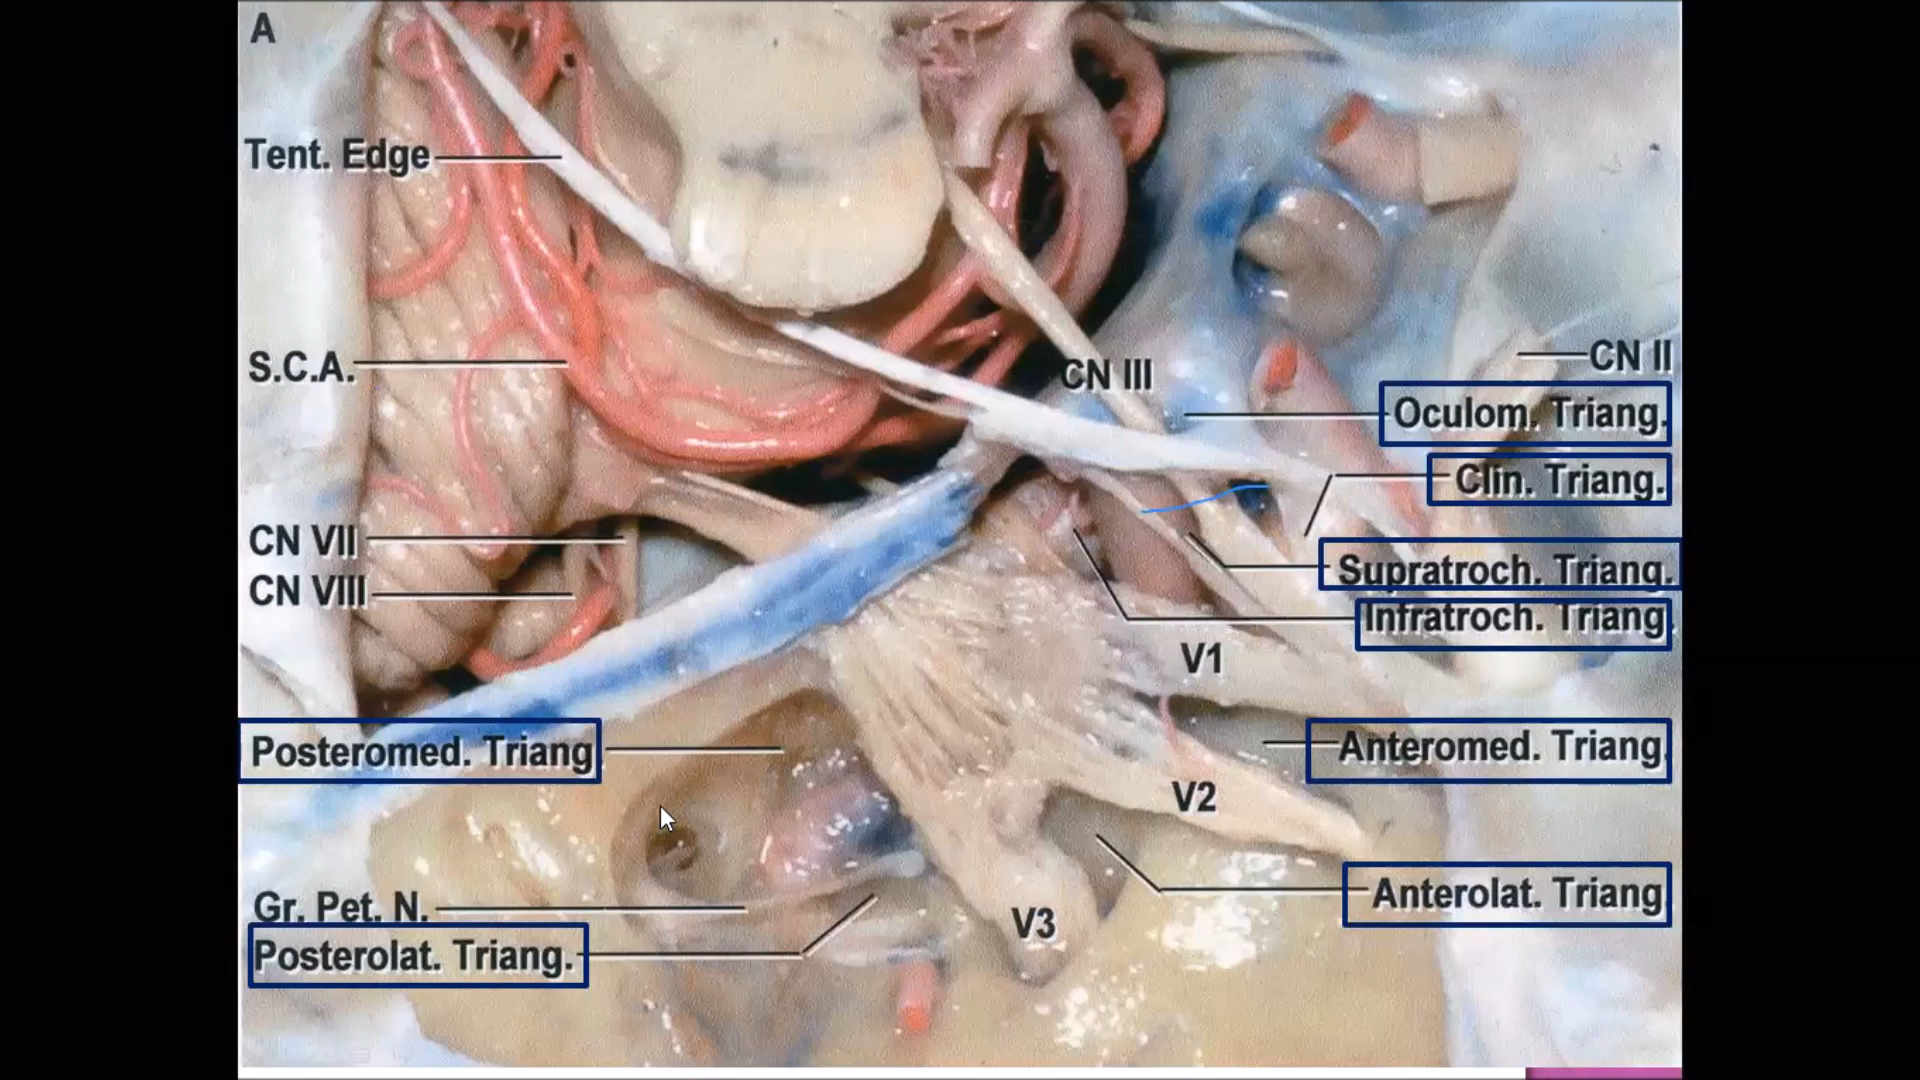 A
Tent. Edge
S.C.A.
CN III
CN II
Oculom. Triang.
Clin. Triang.
CN VII
CN VIII
Supratroch. Triang.
Infratroch. Triang.
V1
Posteromed. Triang.
Anteromed. Triang.
V2
Gr. Pet. N.
Anterolat. Triang.
V3
Posterolat. Triang.